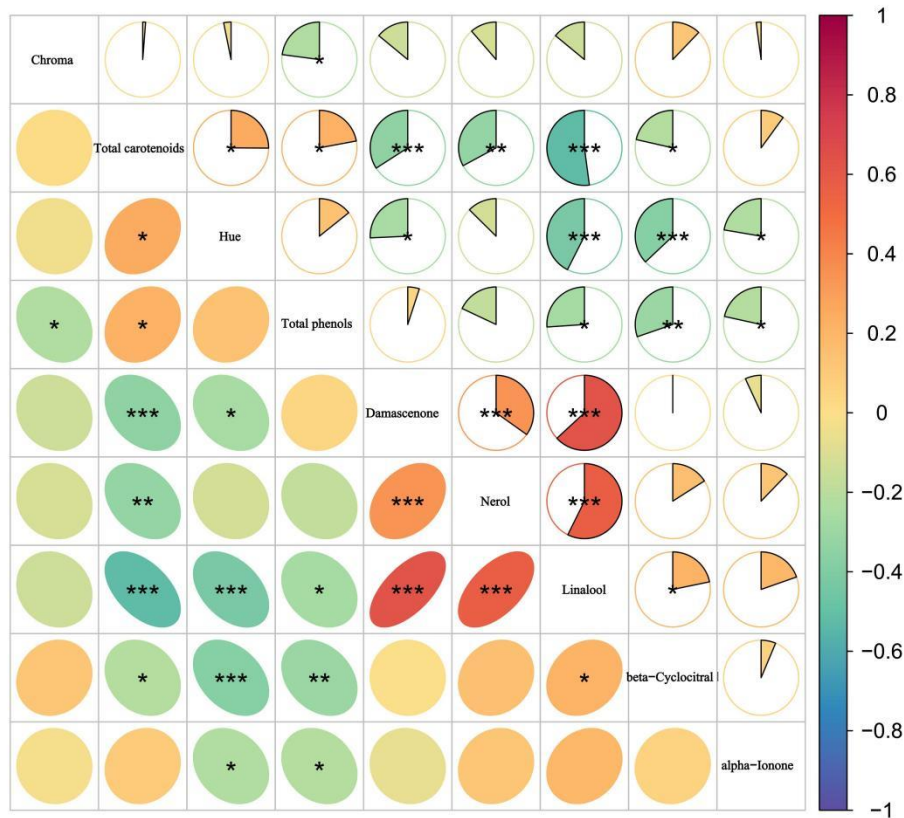 Chroma *
Total carotenoids * * *** ** *** *
* Hue * *** *** *
* * Total phenols * ** *
*** * Damascenone *** ***
** *** Nerol ***
*** *** * *** *** Linalool *
* *** ** * beta-Cyclocitral
* * alpha-Ionone
1
0.8
0.6
0.4
0.2
0
−0.2
−0.4
−0.6
−0.8
−1